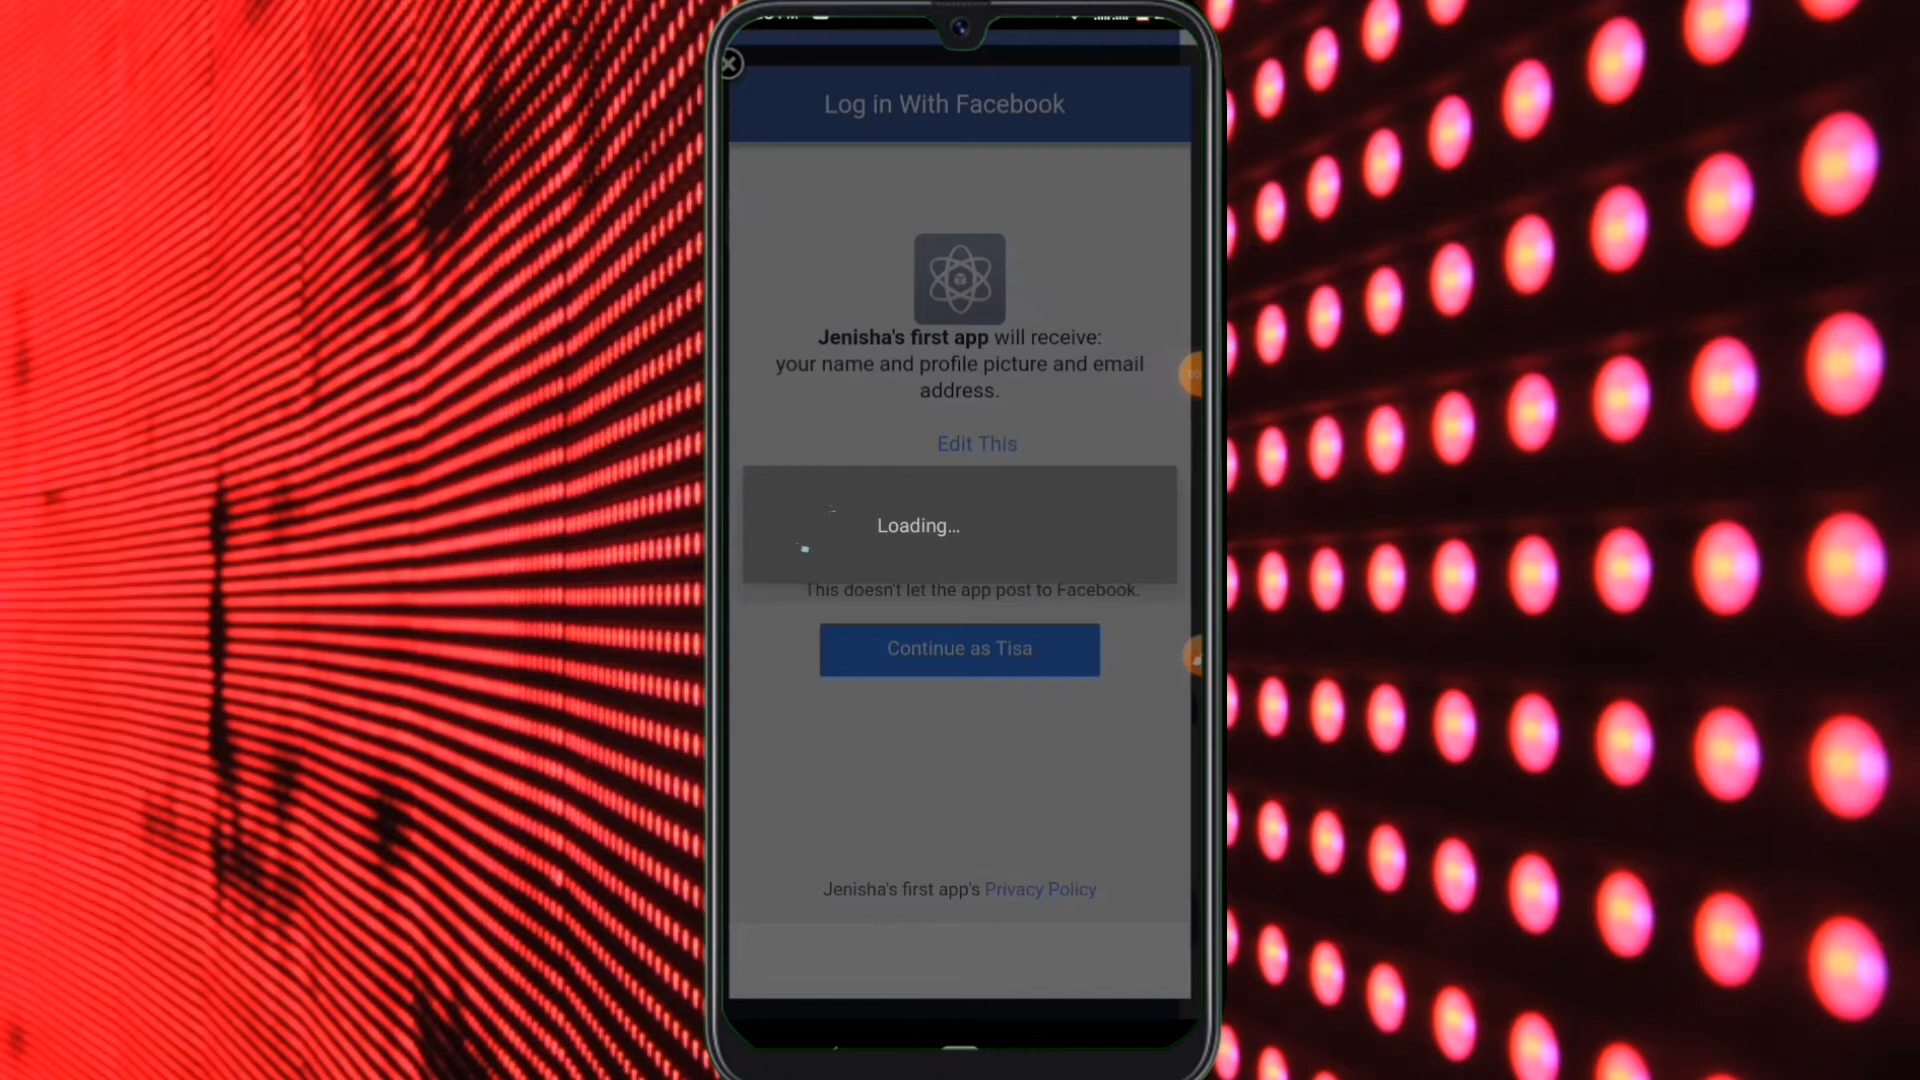 Log in With Facebook
Jenisha's first app will receive:
your name and profile picture and email
address.
Edit This
Loading...
This doesn't let the app post to Facebook.
Continue as Tisa
Jenisha's first app's Privacy Policy